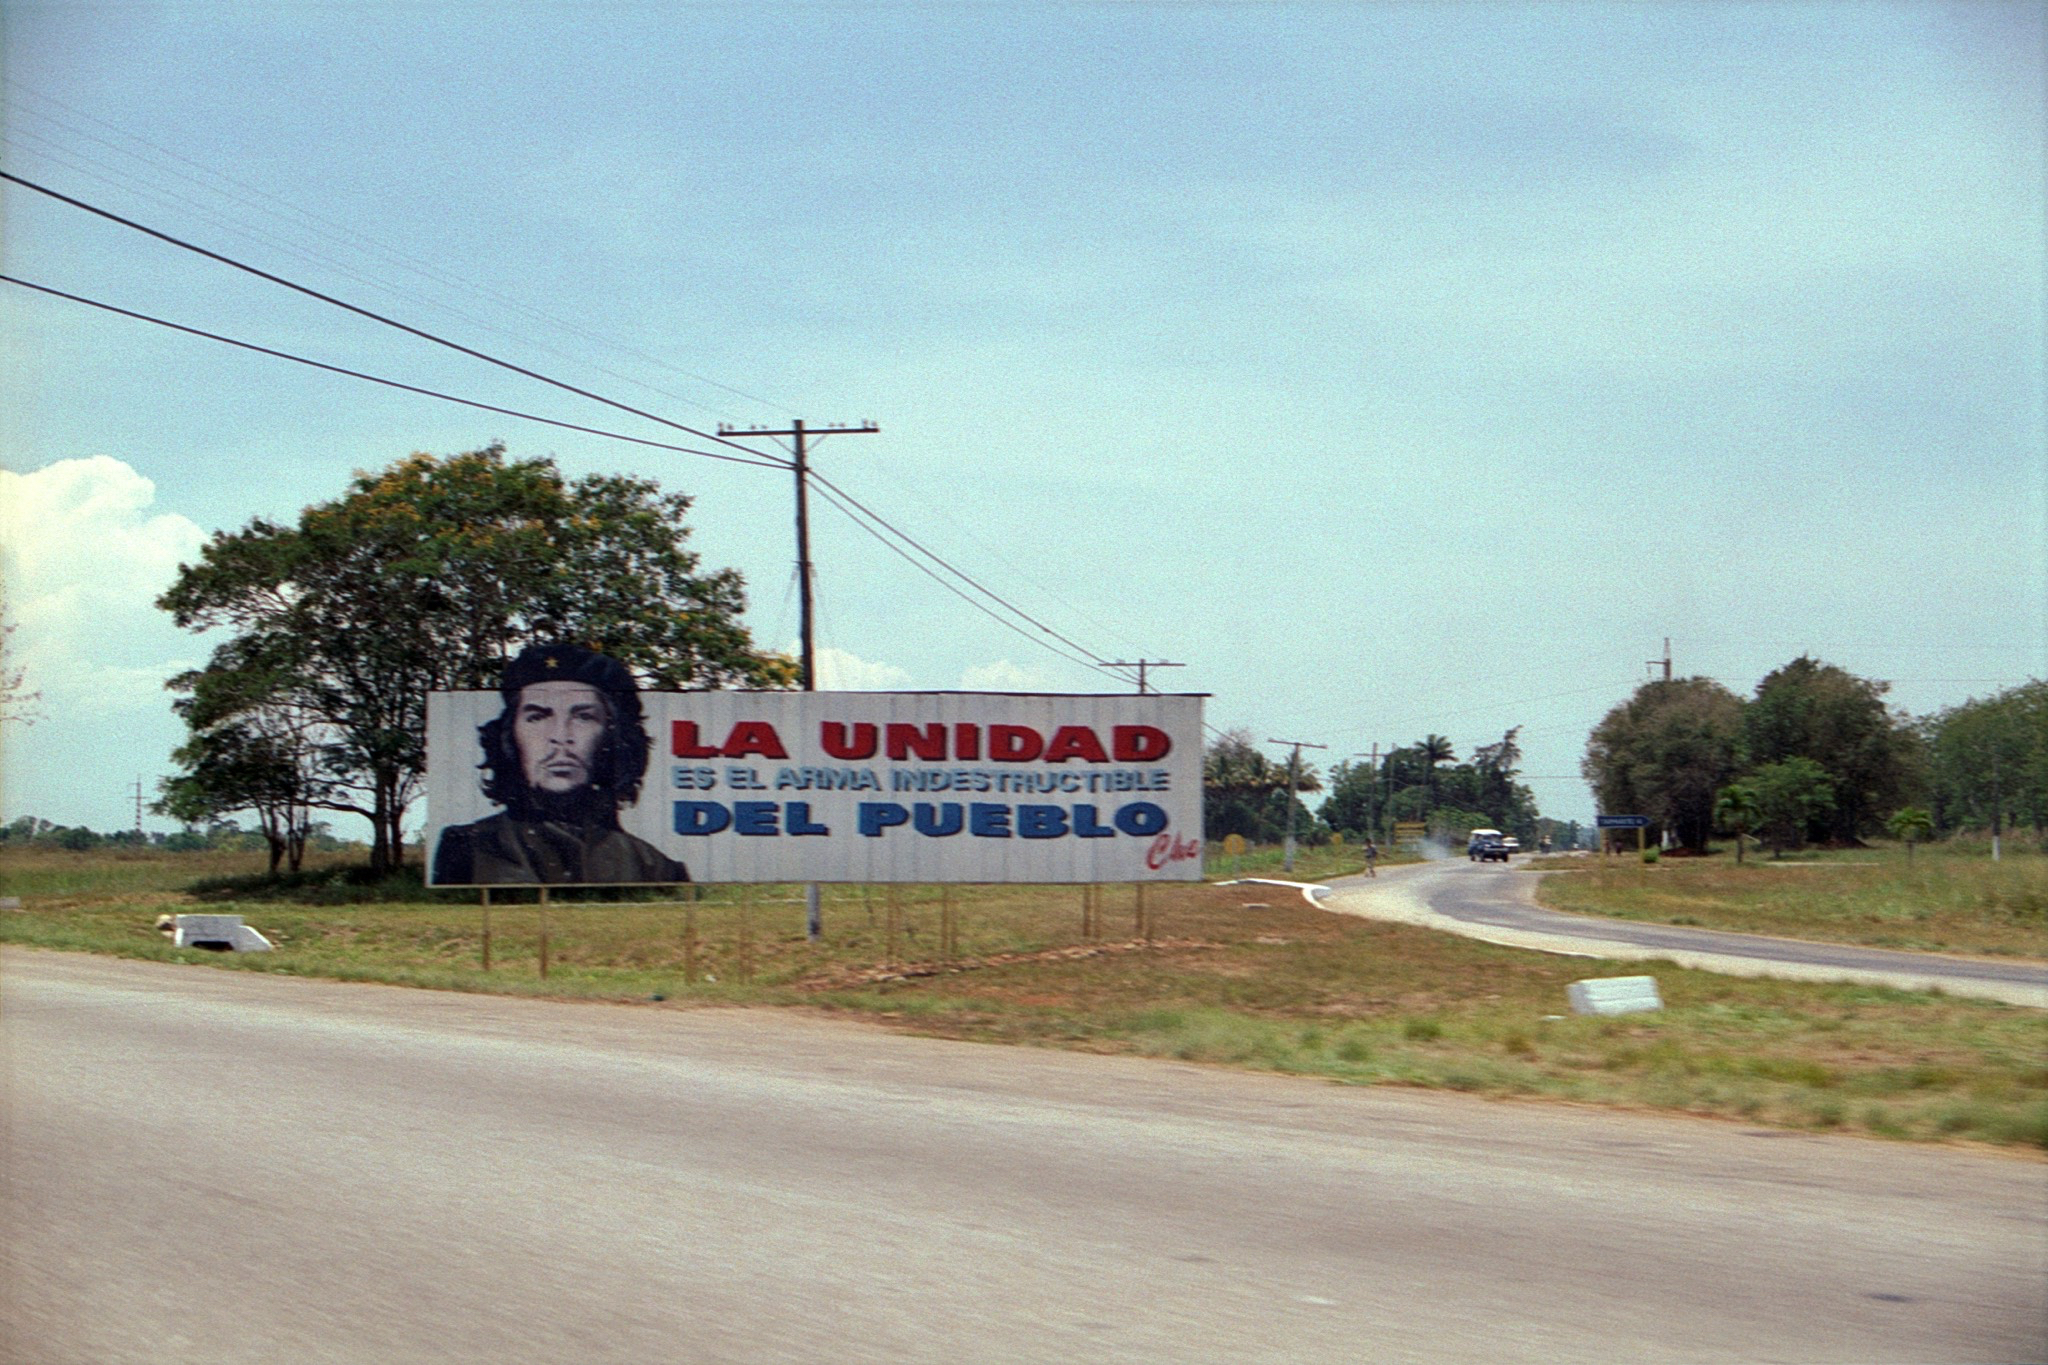 LA UNIDAD
ES EL ARMA INDESTRUCTIBLE
DEL PUEBLO
Che